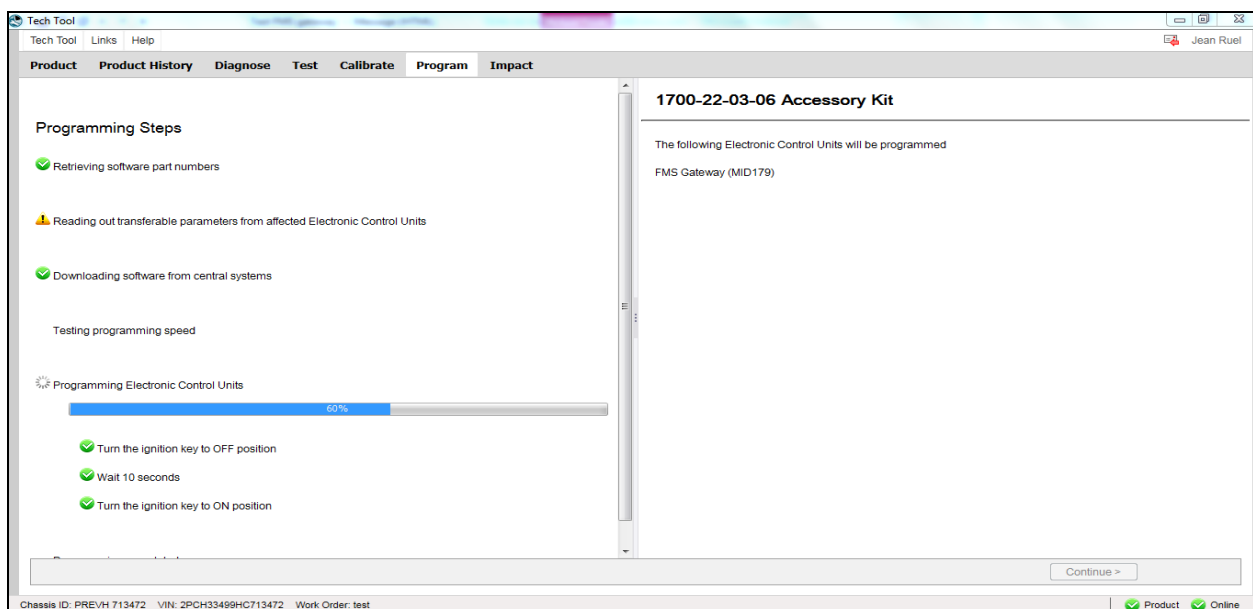 Tech Tool
Tech Tool Links Help
Jean Ruel
Product Product History Diagnose Test Calibrate Program Impact
Programming Steps
Retrieving software part numbers
Reading out transferable parameters from affected Electronic Control Units
Downloading software from central systems
Testing programming speed
Programming Electronic Control Units
60%
Turn the ignition key to OFF position
Wait 10 seconds
Turn the ignition key to ON position
1700-22-03-06 Accessory Kit
The following Electronic Control Units will be programmed
FMS Gateway (MID179)
Continue >
Chassis ID: PREVH 713472 VIN: 2PCH33499HC713472 Work Order: test
Product Online